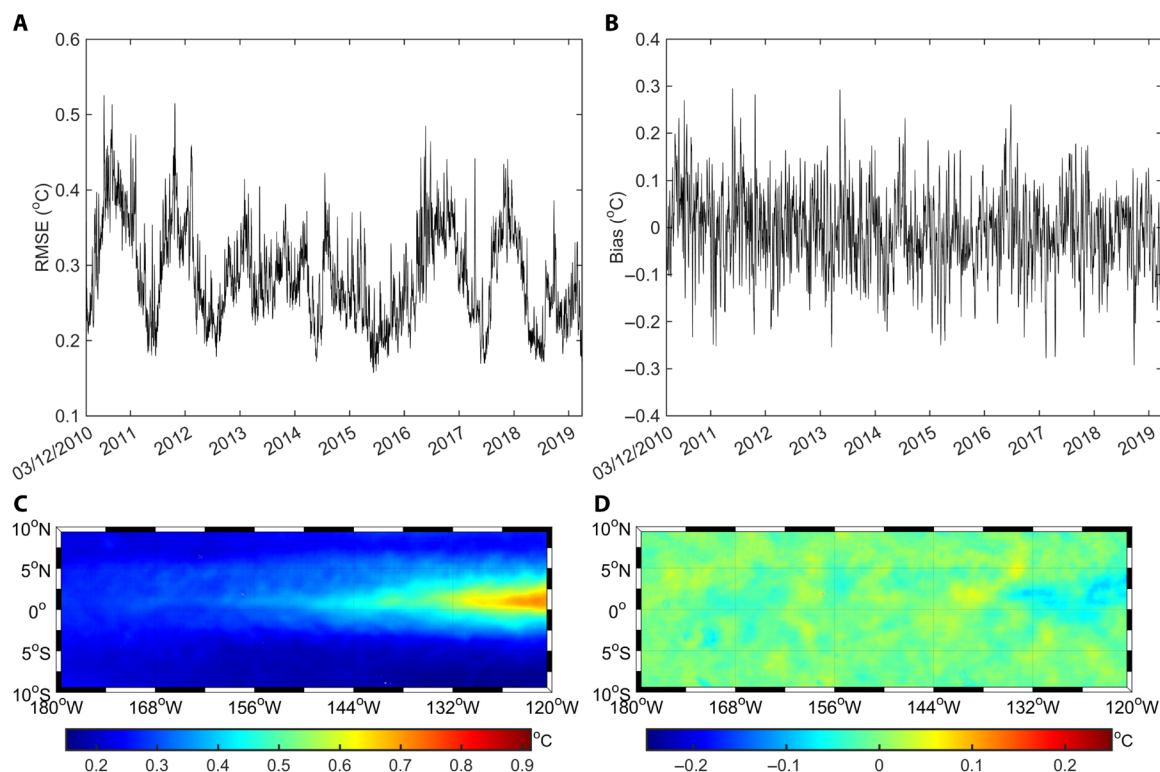 A
B
0.6
0.5
0.4
0.3
0.2
0.1
RMSE (°C)
03/12/2010
2011
2012
2013
2014
2015
2016
2017
2018
2019
0.4
0.3
0.2
0.1
0
–0.1
–0.2
–0.3
–0.4
Bias (°C)
03/12/2010
2011
2012
2013
2014
2015
2016
2017
2018
2019
C
D
10°N
5°N
0°
5°S
10°S
180°W 168°W 156°W 144°W 132°W 120°W
0.2 0.3 0.4 0.5 0.6 0.7 0.8 0.9 °C
10°N
5°N
0°
5°S
10°S
180°W 168°W 156°W 144°W 132°W 120°W
–0.2 –0.1 0 0.1 0.2 °C